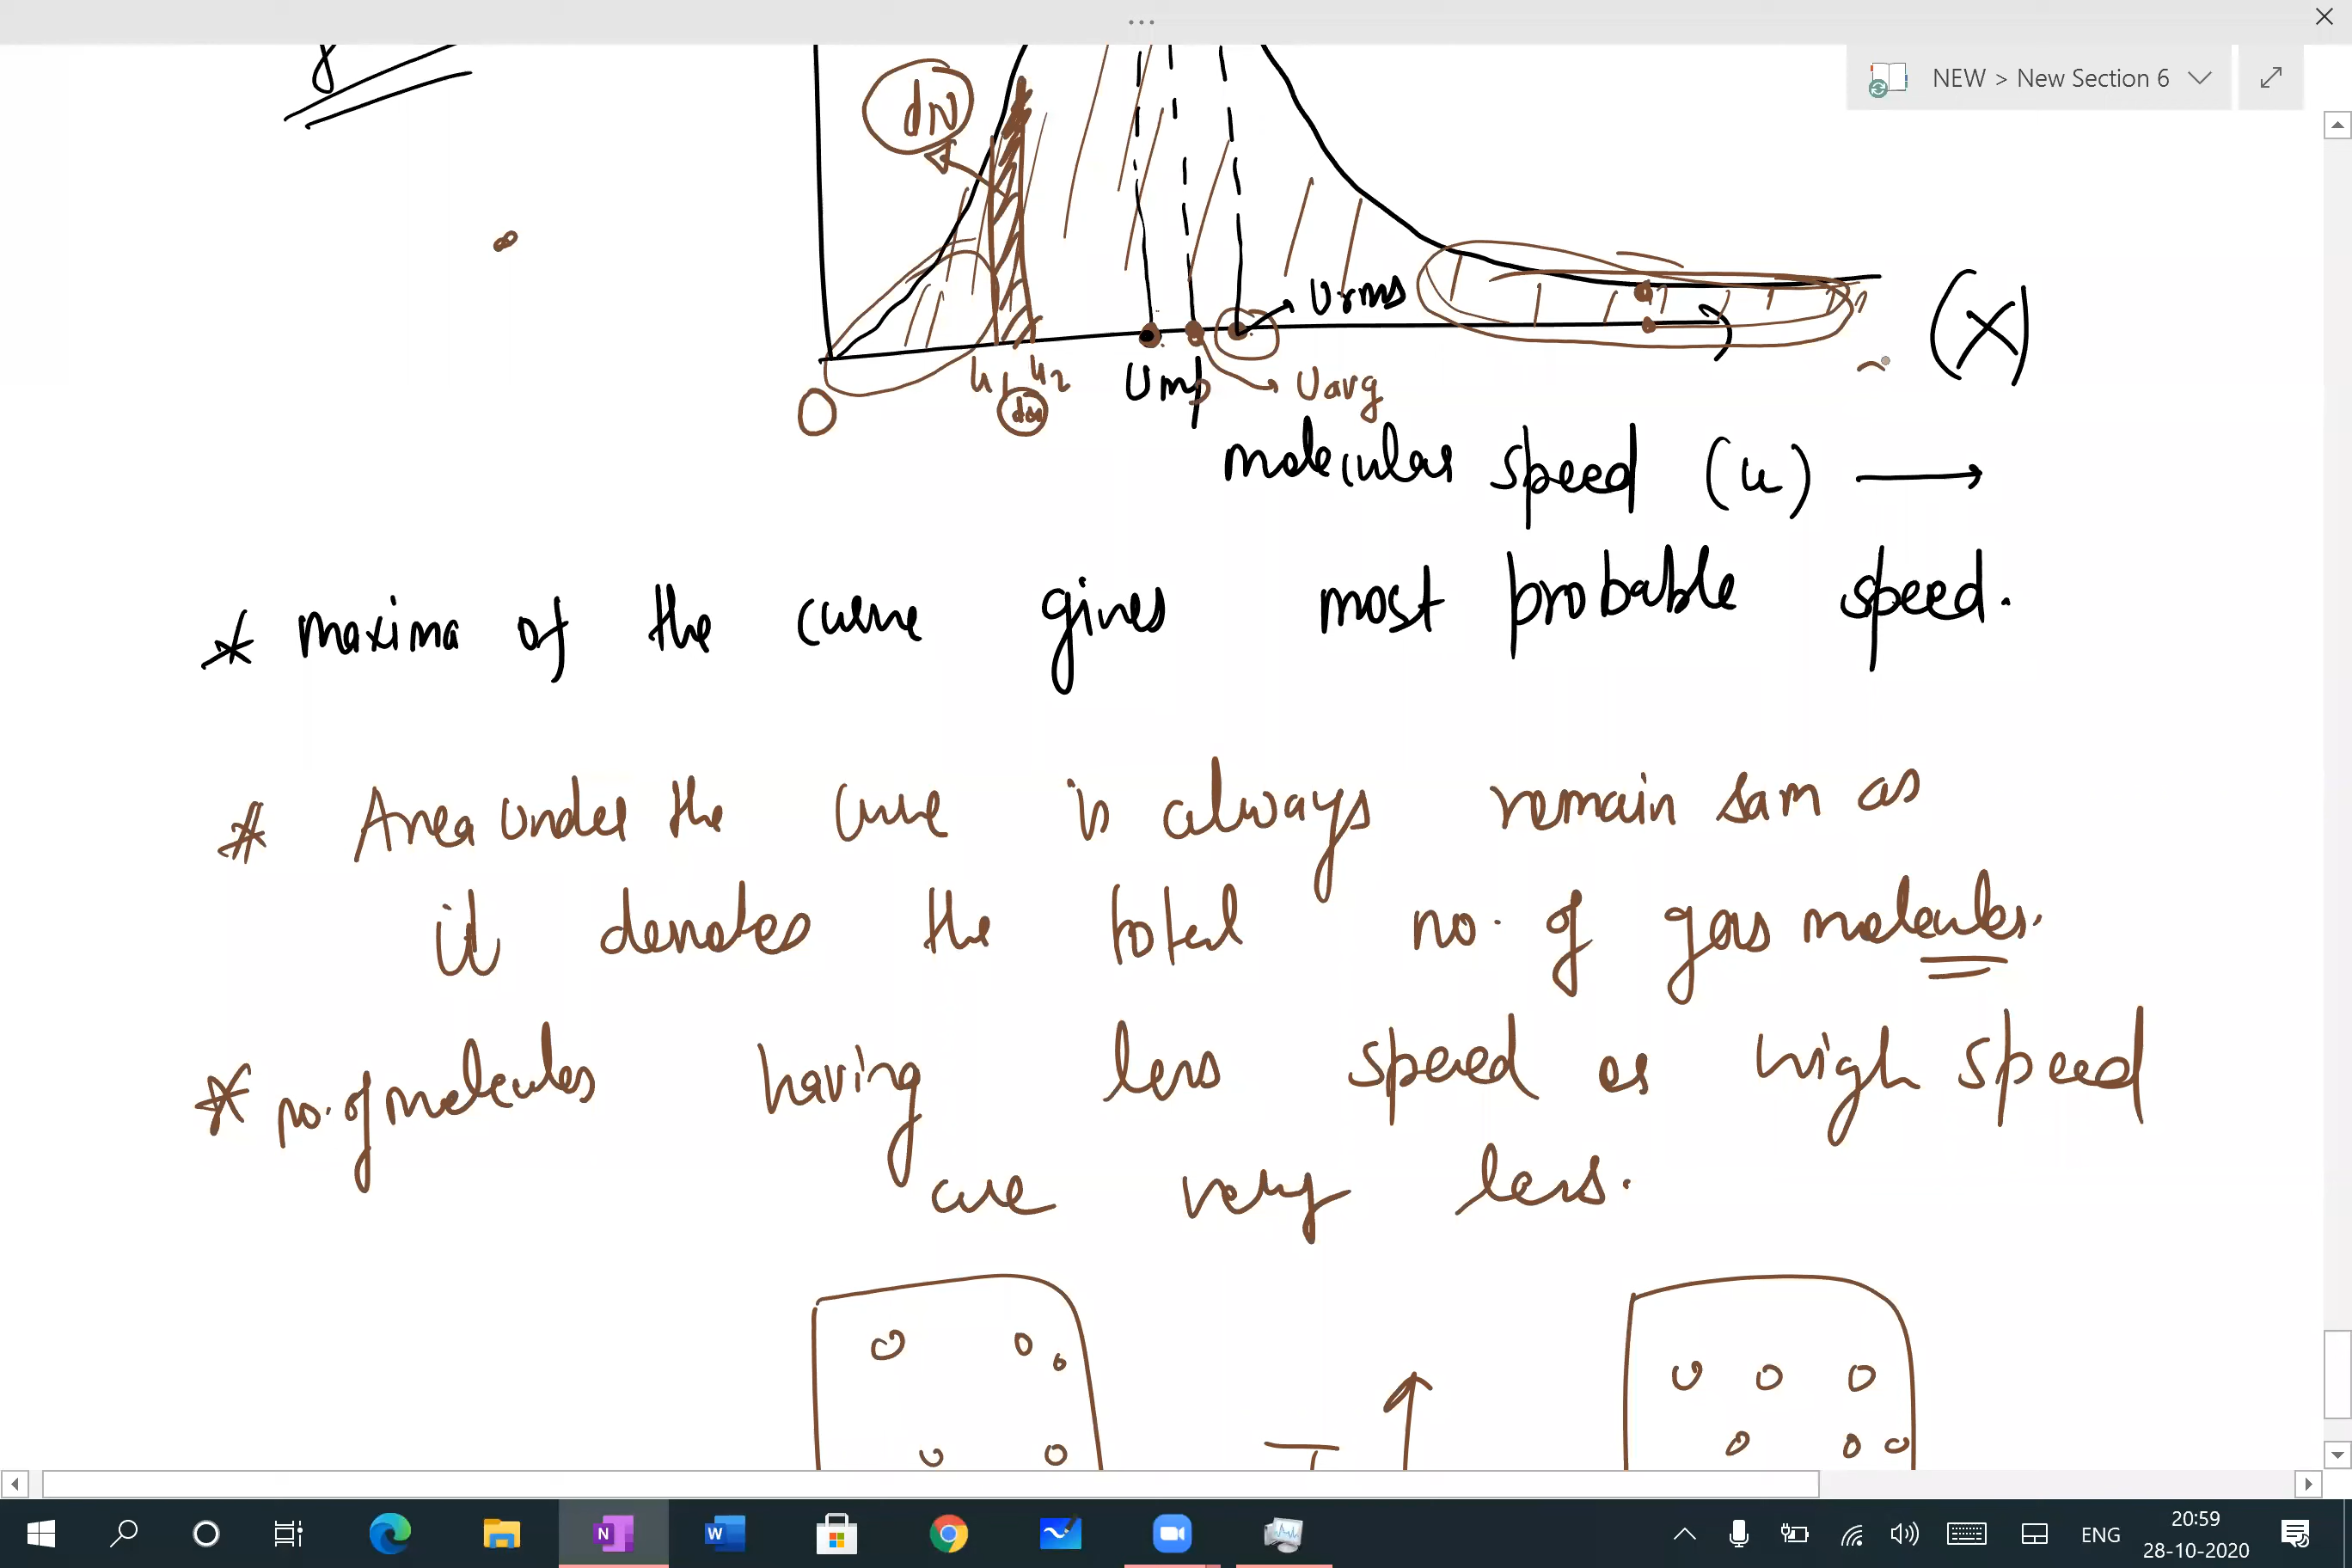 NEW > New Section 6
dN
Urms
(X)
O
u1
u2
du
Ump
Uavg
molecular speed (u) →
* maxima of the curve gives most probable speed.
* Area under the curve is always remain sam as
it denotes the total no. of gas molecules.
* no. of molecules having less speed or high speed
are very less.
T ↑
ENG
20:59
28-10-2020